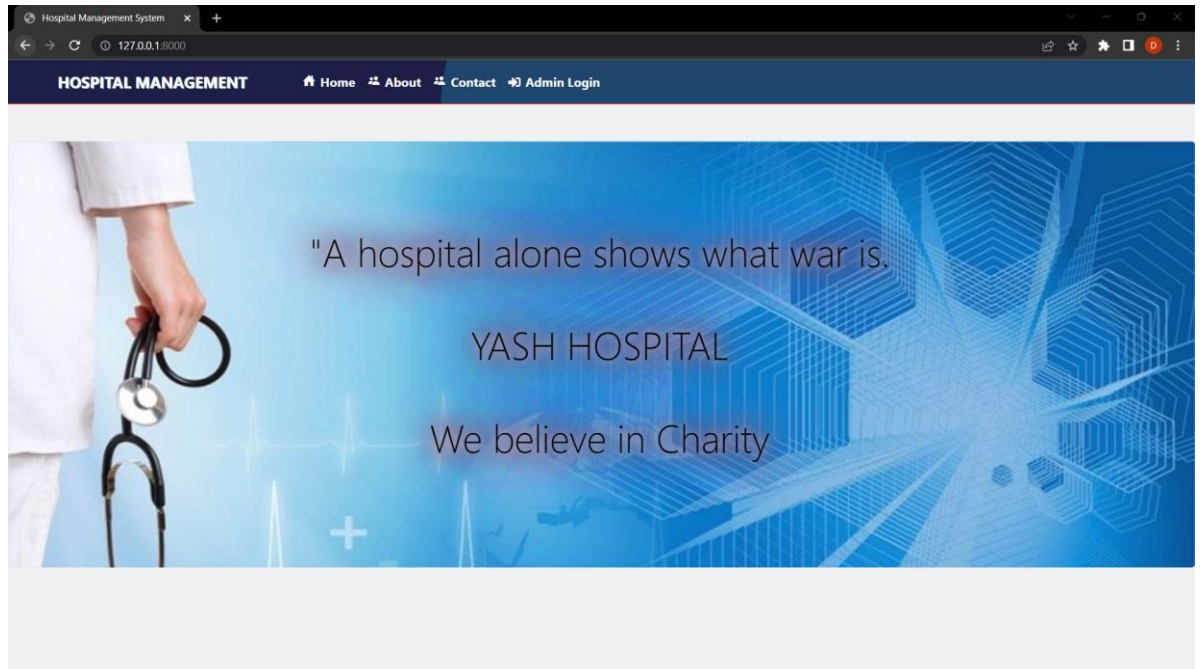 Hospital Management System
127.0.0.1:8000
D
HOSPITAL MANAGEMENT Home About Contact Admin Login
"A hospital alone shows what war is.
YASH HOSPITAL
We believe in Charity